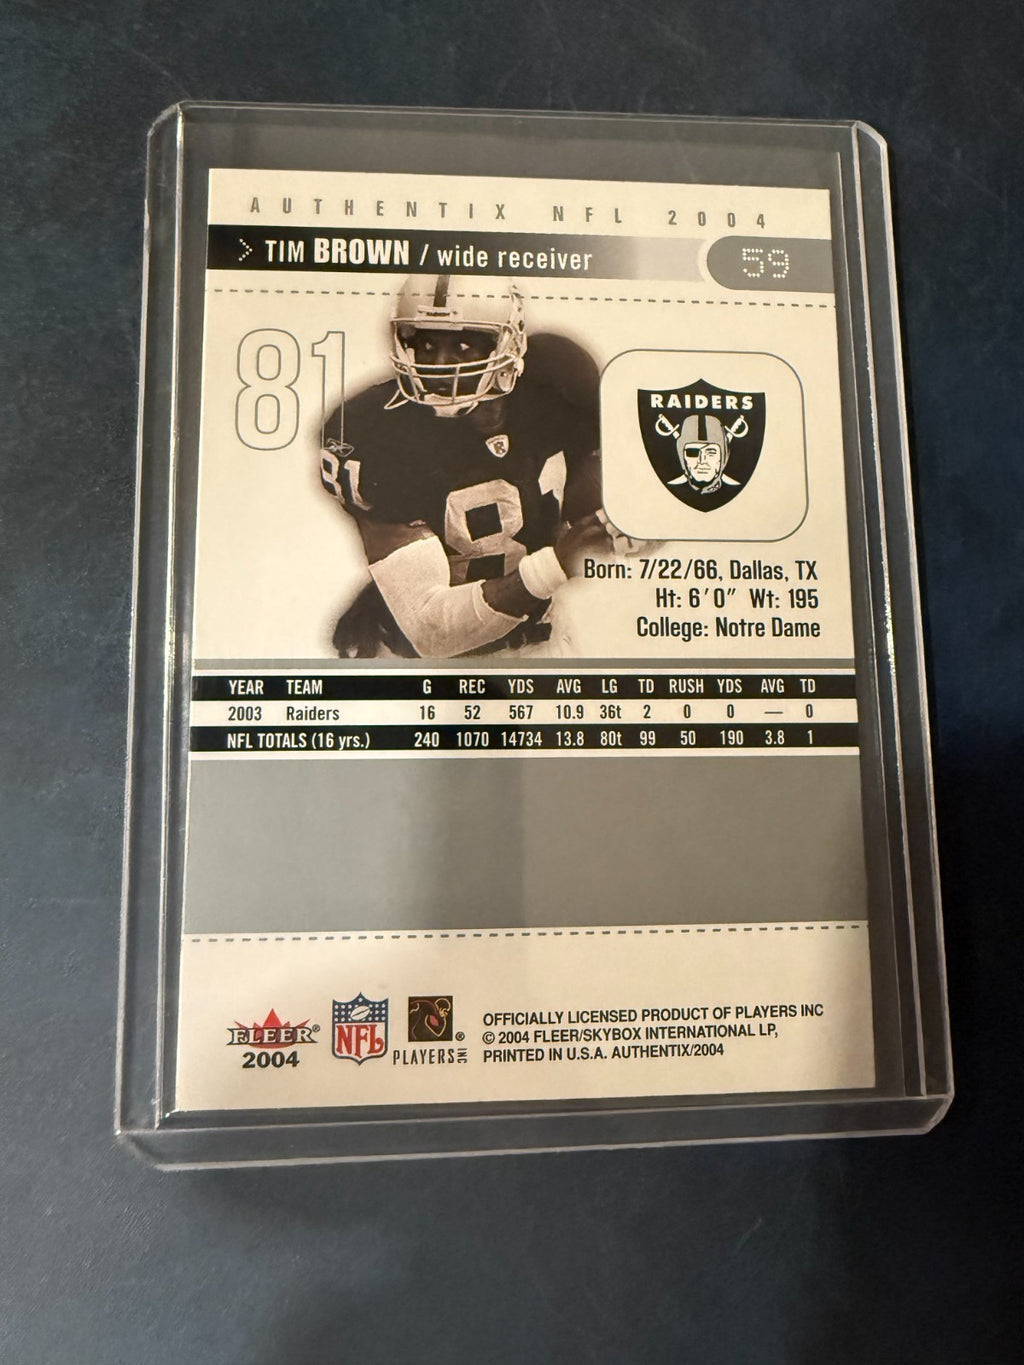 AUTHENTIX NFL 2004
TIM BROWN / wide receiver
59
81
RAIDERS
81
81
Born: 7/22/66, Dallas, TX
Ht: 6'0" Wt: 195
College: Notre Dame
YEAR TEAM G REC YDS AVG LG TD RUSH YDS AVG TD
2003 Raiders 16 52 567 10.9 36t 2 0 0 — 0
NFL TOTALS (16 yrs.) 240 1070 14734 13.8 80t 99 50 190 3.8 1
FLEER®
2004
NFL
PLAYERS INC ®
OFFICIALLY LICENSED PRODUCT OF PLAYERS INC
© 2004 FLEER/SKYBOX INTERNATIONAL LP,
PRINTED IN U.S.A. AUTHENTIX/2004